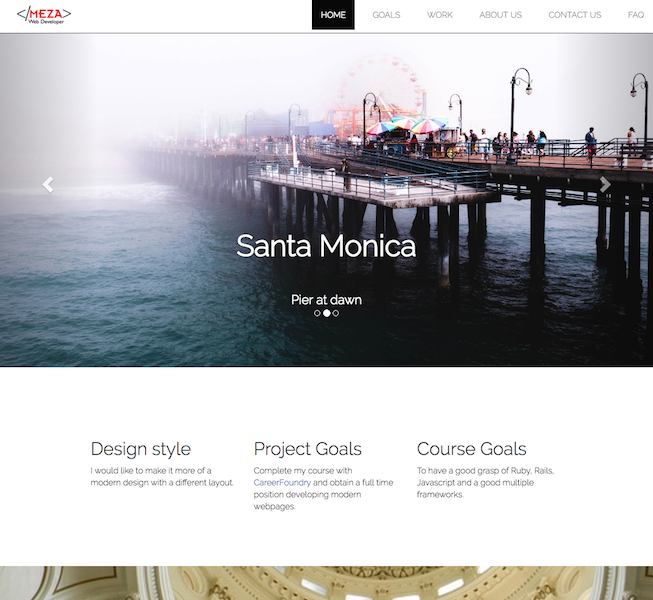 </MEZA>
Web Developer
HOME GOALS WORK ABOUT US CONTACT US FAQ
Santa Monica
Pier at dawn
Design style
I would like to make it more of a
modern design with a different layout.
Project Goals
Complete my course with
CareerFoundry and obtain a full time
position developing modern
webpages.
Course Goals
To have a good grasp of Ruby, Rails,
Javascript and a good multiple
frameworks.